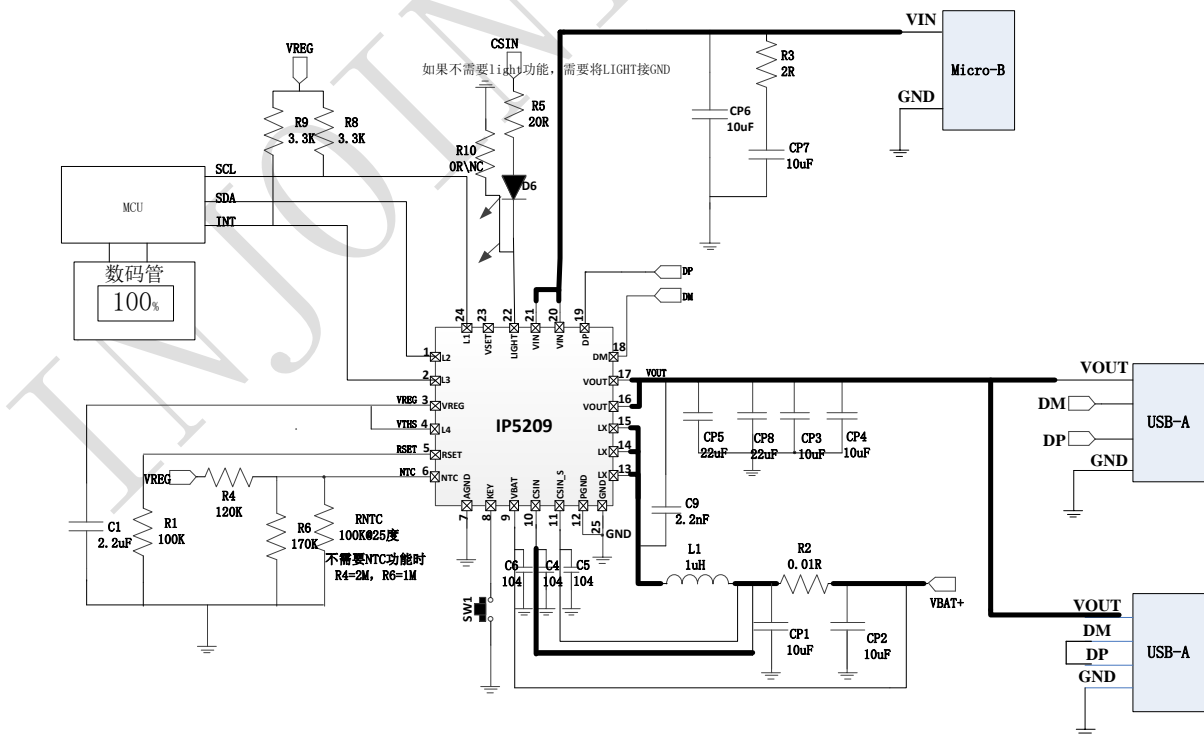 INJOINIC
VIN
Micro-B
GND
VREG
CSIN
如果不需要light功能，需要将LIGHT接GND
R3
2R
R9
3.3K
R8
3.3K
R5
20R
CP6
10uF
CP7
10uF
R10
0R\NC
D6
SCL
SDA
INT
MCU
数码管
100%
DP
DM
24
23
22
21
20
19
L1
VSET
LIGHT
VIN
VIN
DP
1
L2
2
L3
VREG 3
VREG
VTHS 4
L4
RSET 5
RSET
NTC 6
NTC
IP5209
18
DM
17
VOUT
16
VOUT
15
LX
14
LX
13
LX
AGND
KEY
VBAT
CSIN
CSIN_S
PGND
GND
7
8
9
10
11
12
25
GND
VOUT
CP5
22uF
CP8
22uF
CP3
10uF
CP4
10uF
VOUT
DM
DP
GND
USB-A
VREG
R4
120K
C1
2.2uF
R1
100K
R6
170K
RNTC
100K@25度
不需要NTC功能时
R4=2M, R6=1M
C9
2.2nF
C6
104
C4
104
C5
104
SW1
L1
1uH
R2
0.01R
VBAT+
CP1
10uF
CP2
10uF
VOUT
DM
DP
GND
USB-A